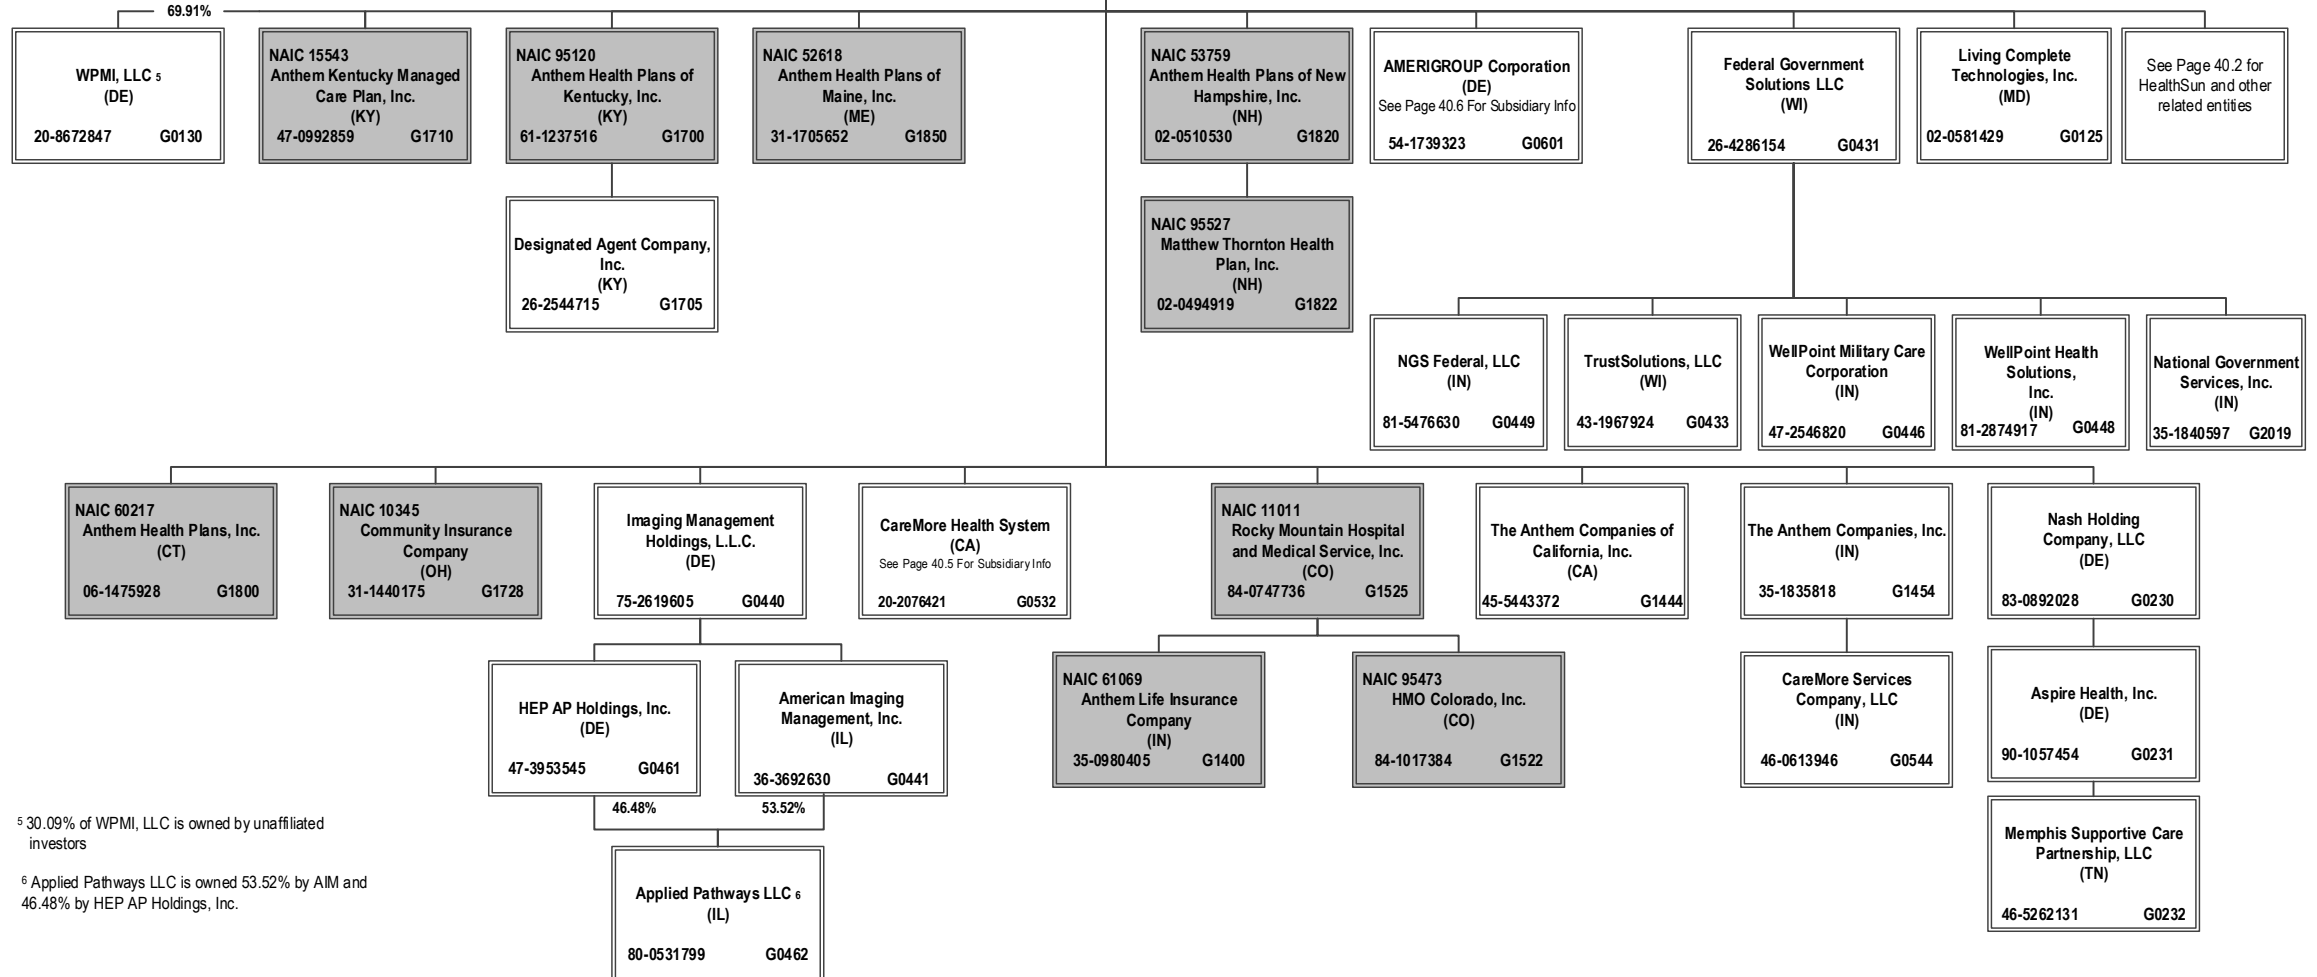 69.91%
WPMI, LLC 5
(DE)
20-8672847 G0130
NAIC 15543
Anthem Kentucky Managed
Care Plan, Inc.
(KY)
47-0992859 G1710
NAIC 95120
Anthem Health Plans of
Kentucky, Inc.
(KY)
61-1237516 G1700
NAIC 52618
Anthem Health Plans of
Maine, Inc.
(ME)
31-1705652 G1850
NAIC 53759
Anthem Health Plans of New
Hampshire, Inc.
(NH)
02-0510530 G1820
AMERIGROUP Corporation
(DE)
See Page 40.6 For Subsidiary Info
54-1739323 G0601
Federal Government
Solutions LLC
(WI)
26-4286154 G0431
Living Complete
Technologies, Inc.
(MD)
02-0581429 G0125
See Page 40.2 for
HealthSun and other
related entities
Designated Agent Company,
Inc.
(KY)
26-2544715 G1705
NAIC 95527
Matthew Thornton Health
Plan, Inc.
(NH)
02-0494919 G1822
NGS Federal, LLC
(IN)
81-5476630 G0449
TrustSolutions, LLC
(WI)
43-1967924 G0433
WellPoint Military Care
Corporation
(IN)
47-2546820 G0446
WellPoint Health
Solutions,
Inc.
(IN)
81-2874917 G0448
National Government
Services, Inc.
(IN)
35-1840597 G2019
NAIC 60217
Anthem Health Plans, Inc.
(CT)
06-1475928 G1800
NAIC 10345
Community Insurance
Company
(OH)
31-1440175 G1728
Imaging Management
Holdings, L.L.C.
(DE)
75-2619605 G0440
CareMore Health System
(CA)
See Page 40.5 For Subsidiary Info
20-2076421 G0532
NAIC 11011
Rocky Mountain Hospital
and Medical Service, Inc.
(CO)
84-0747736 G1525
The Anthem Companies of
California, Inc.
(CA)
45-5443372 G1444
The Anthem Companies, Inc.
(IN)
35-1835818 G1454
Nash Holding
Company, LLC
(DE)
83-0892028 G0230
HEP AP Holdings, Inc.
(DE)
47-3953545 G0461
American Imaging
Management, Inc.
(IL)
36-3692630 G0441
NAIC 61069
Anthem Life Insurance
Company
(IN)
35-0980405 G1400
NAIC 95473
HMO Colorado, Inc.
(CO)
84-1017384 G1522
CareMore Services
Company, LLC
(IN)
46-0613946 G0544
Aspire Health, Inc.
(DE)
90-1057454 G0231
46.48% 53.52%
5 30.09% of WPMI, LLC is owned by unaffiliated
investors
6 Applied Pathways LLC is owned 53.52% by AIM and
46.48% by HEP AP Holdings, Inc.
Applied Pathways LLC 6
(IL)
80-0531799 G0462
Memphis Supportive Care
Partnership, LLC
(TN)
46-5262131 G0232